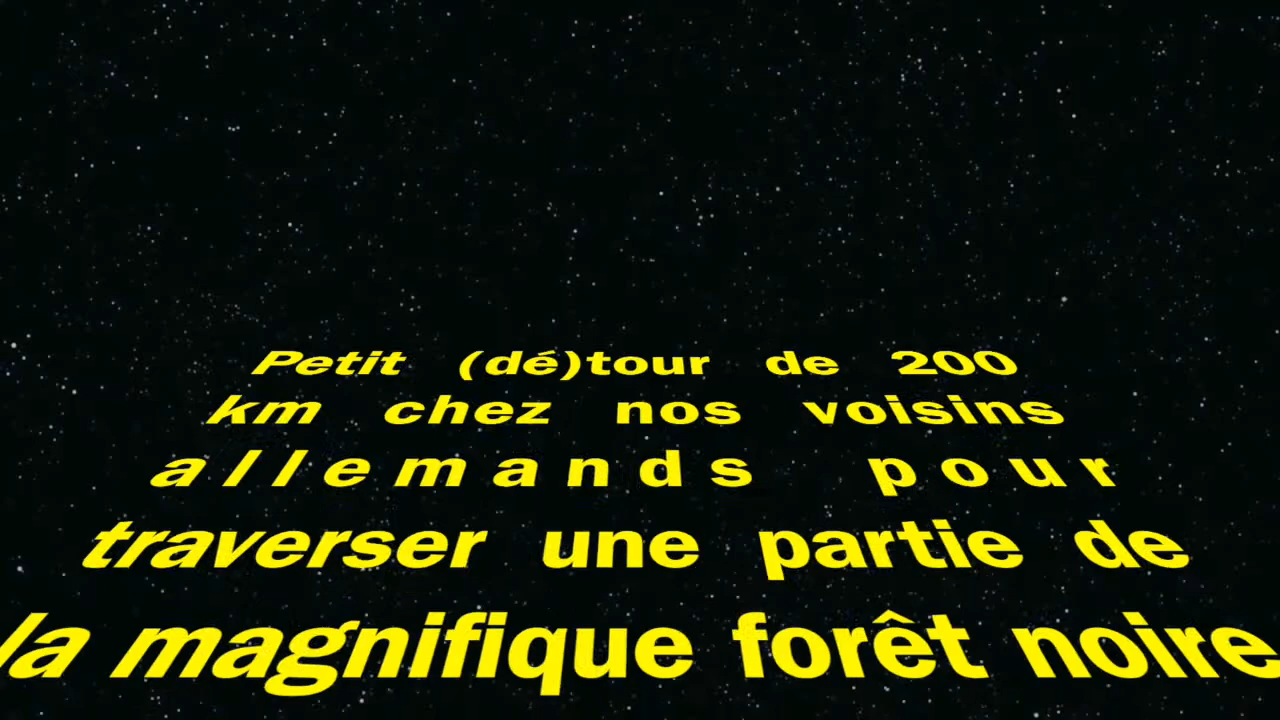 Petit (dé)tour de 200
km chez nos voisins
allemands pour
traverser une partie de
la magnifique forêt noire